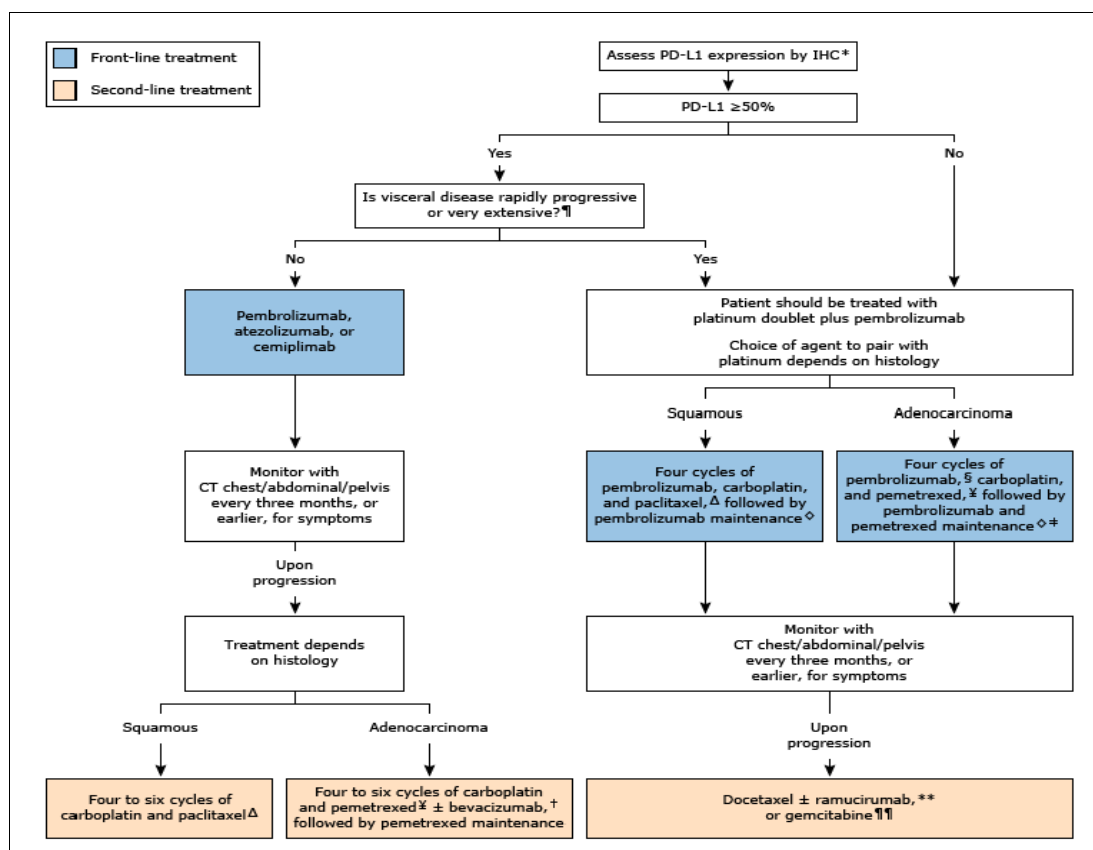 Front-line treatment
Second-line treatment
Assess PD-L1 expression by IHC*
PD-L1 ≥50%
Yes
No
Is visceral disease rapidly progressive
or very extensive?¶
No
Yes
Pembrolizumab,
atezolizumab, or
cemiplimab
Patient should be treated with
platinum doublet plus pembrolizumab
Choice of agent to pair with
platinum depends on histology
Squamous
Adenocarcinoma
Monitor with
CT chest/abdominal/pelvis
every three months, or
earlier, for symptoms
Four cycles of
pembrolizumab, carboplatin,
and paclitaxel,Δ followed by
pembrolizumab maintenance◇
Four cycles of
pembrolizumab,§ carboplatin,
and pemetrexed,¥ followed by
pembrolizumab and
pemetrexed maintenance◇‡
Upon
progression
Treatment depends
on histology
Monitor with
CT chest/abdominal/pelvis
every three months, or
earlier, for symptoms
Squamous
Adenocarcinoma
Upon
progression
Four to six cycles of
carboplatin and paclitaxelΔ
Four to six cycles of carboplatin
and pemetrexed¥ ± bevacizumab,†
followed by pemetrexed maintenance
Docetaxel ± ramucirumab,**
or gemcitabine¶¶